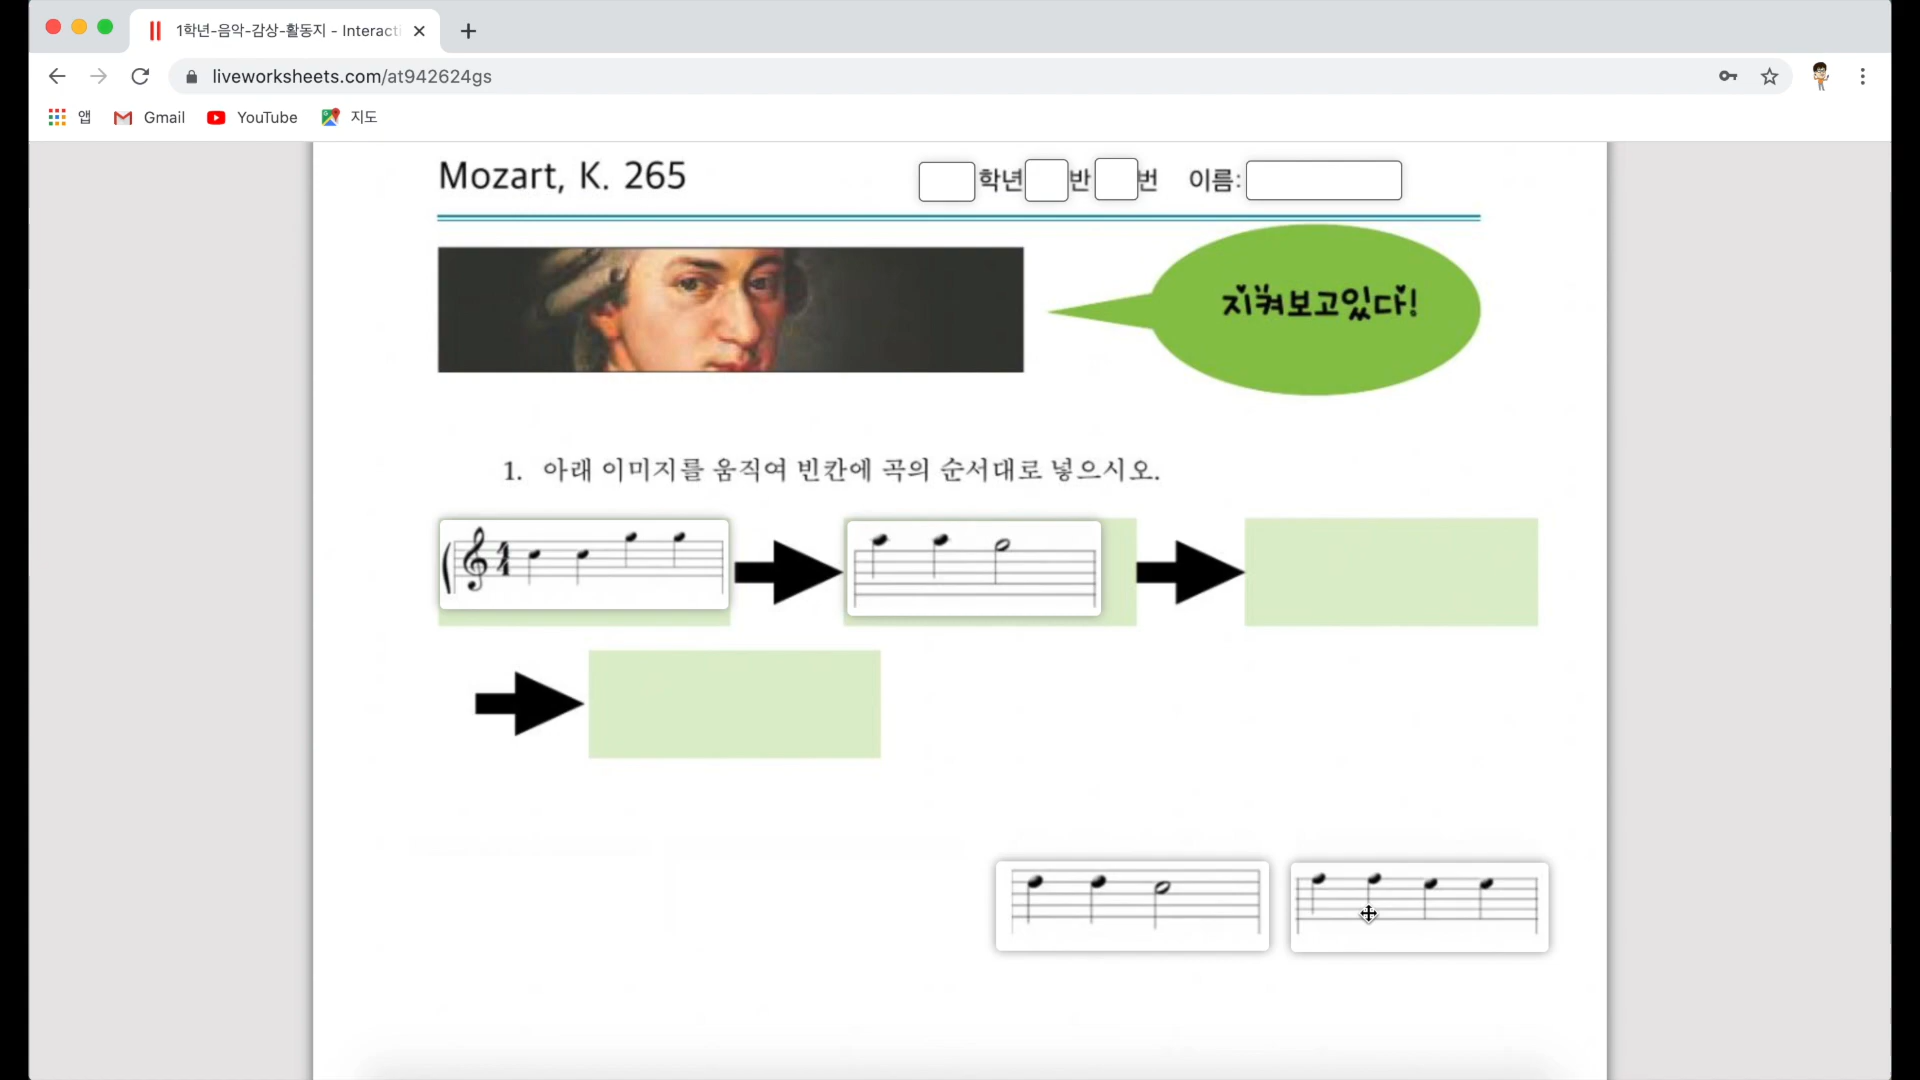 1학년-음악-감상-활동지 - Interacti
liveworksheets.com/at942624gs
앱 Gmail YouTube 지도
Mozart, K. 265
학년 반 번 이름:
지켜보고있다!
1. 아래 이미지를 움직여 빈칸에 곡의 순서대로 넣으시오.
4
4